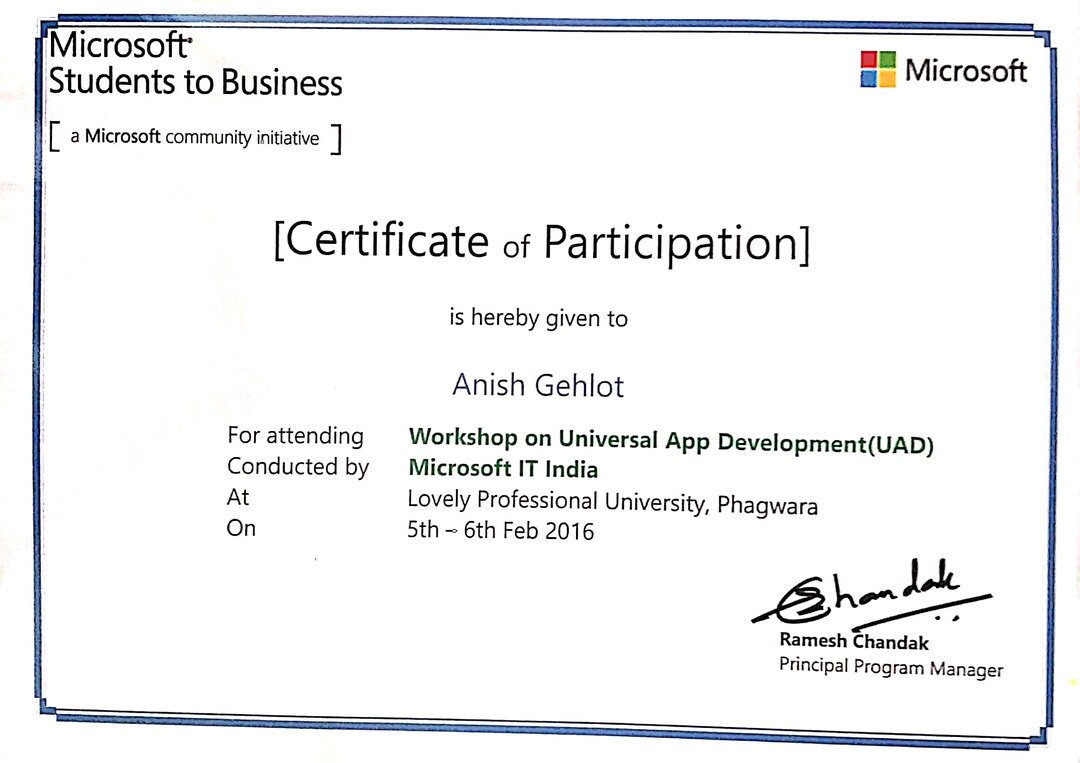 Microsoft®
Students to Business
[ a Microsoft community initiative ]
Microsoft
[Certificate of Participation]
is hereby given to
Anish Gehlot
For attending Workshop on Universal App Development(UAD)
Conducted by Microsoft IT India
At Lovely Professional University, Phagwara
On 5th - 6th Feb 2016
Chandak
Ramesh Chandak
Principal Program Manager